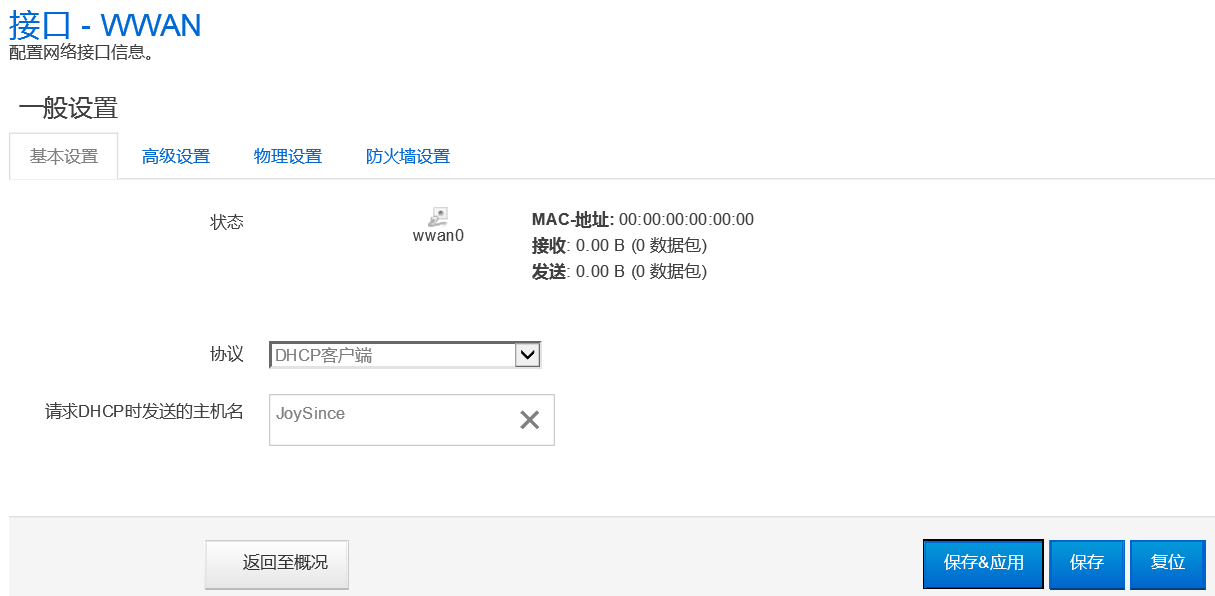 接口 - WWAN
配置网络接口信息。
一般设置
基本设置 高级设置 物理设置 防火墙设置
状态
wwan0
MAC-地址: 00:00:00:00:00:00
接收: 0.00 B (0 数据包)
发送: 0.00 B (0 数据包)
协议 DHCP客户端
请求DHCP时发送的主机名 JoySince
返回至概况 保存&应用 保存 复位